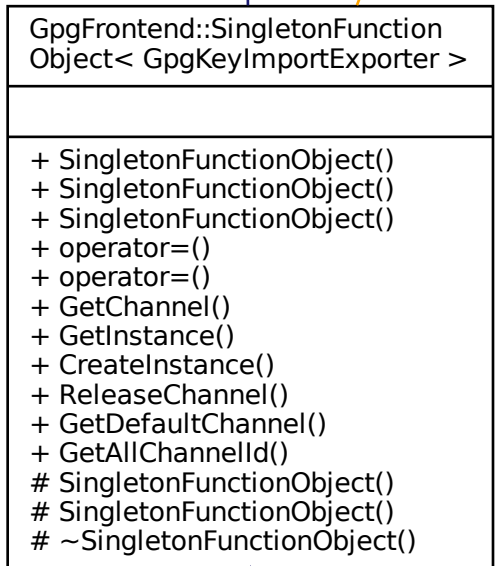 GpgFrontend::SingletonFunction
Object< GpgKeyImportExporter >
+ SingletonFunctionObject()
+ SingletonFunctionObject()
+ SingletonFunctionObject()
+ operator=()
+ operator=()
+ GetChannel()
+ GetInstance()
+ CreateInstance()
+ ReleaseChannel()
+ GetDefaultChannel()
+ GetAllChannelId()
# SingletonFunctionObject()
# SingletonFunctionObject()
# ~SingletonFunctionObject()